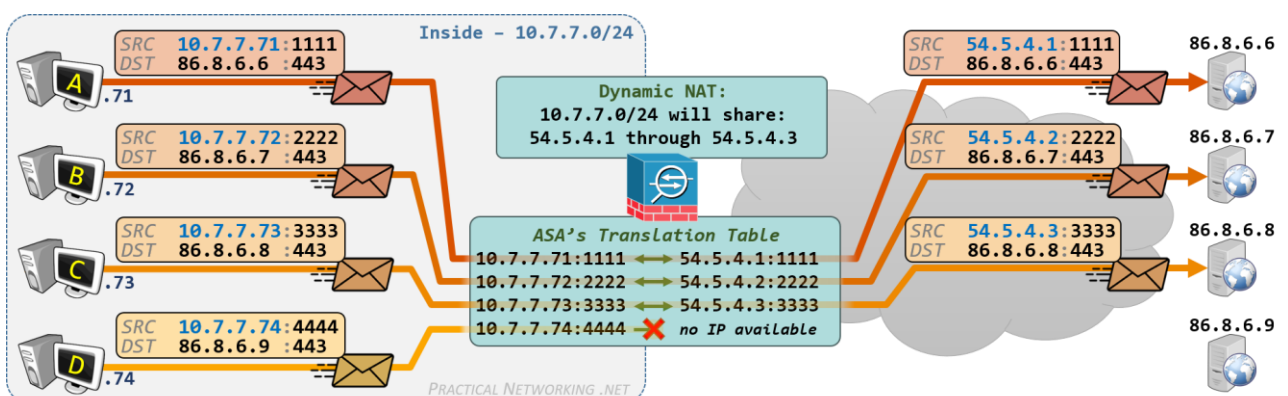 Inside – 10.7.7.0/24
A
.71
SRC 10.7.7.71:1111
DST 86.8.6.6 :443
B
.72
SRC 10.7.7.72:2222
DST 86.8.6.7 :443
C
.73
SRC 10.7.7.73:3333
DST 86.8.6.8 :443
D
.74
SRC 10.7.7.74:4444
DST 86.8.6.9 :443
Dynamic NAT:
10.7.7.0/24 will share:
54.5.4.1 through 54.5.4.3
ASA's Translation Table
10.7.7.71:1111 54.5.4.1:1111
10.7.7.72:2222 54.5.4.2:2222
10.7.7.73:3333 54.5.4.3:3333
10.7.7.74:4444 no IP available
PRACTICAL NETWORKING .NET
SRC 54.5.4.1:1111
DST 86.8.6.6:443
86.8.6.6
SRC 54.5.4.2:2222
DST 86.8.6.7:443
86.8.6.7
SRC 54.5.4.3:3333
DST 86.8.6.8:443
86.8.6.8
86.8.6.9